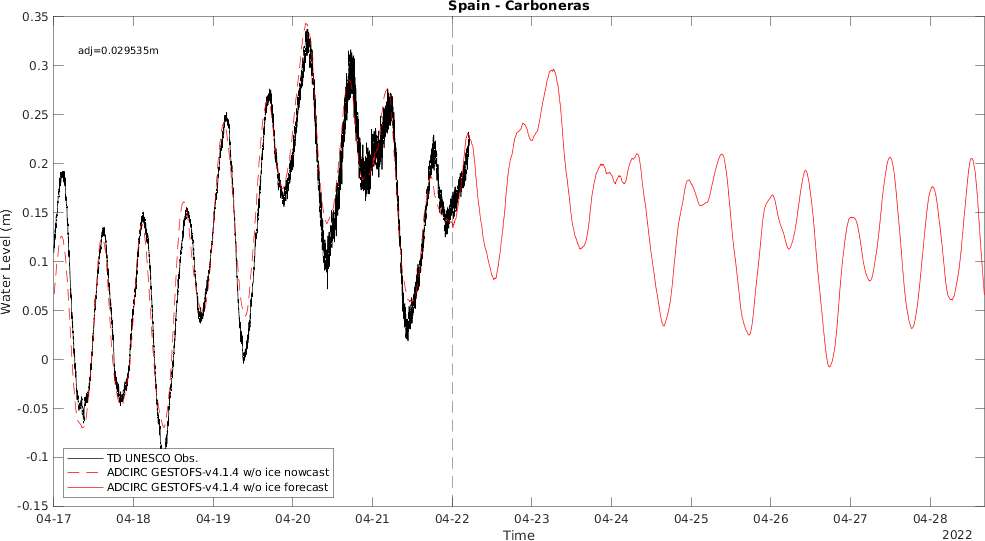 Spain - Carboneras
adj=0.029535m
Water Level (m)
0.35
0.3
0.25
0.2
0.15
0.1
0.05
0
-0.05
-0.1
-0.15
TD UNESCO Obs.
ADCIRC GESTOFS-v4.1.4 w/o ice nowcast
ADCIRC GESTOFS-v4.1.4 w/o ice forecast
04-17 04-18 04-19 04-20 04-21 04-22 04-23 04-24 04-25 04-26 04-27 04-28
Time
2022